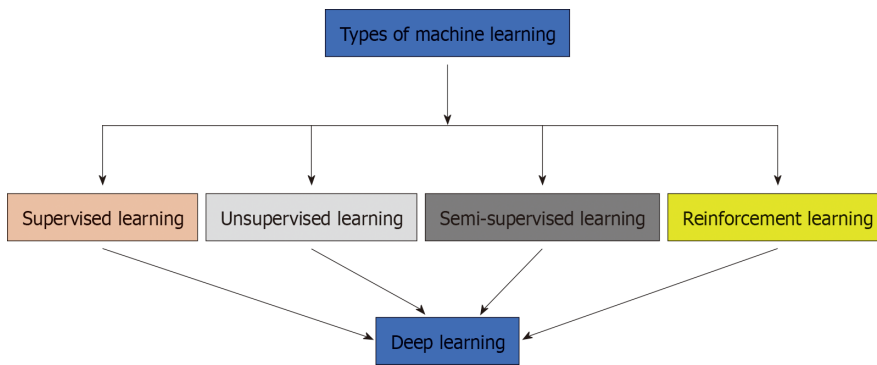 Types of machine learning
Supervised learning
Unsupervised learning
Semi-supervised learning
Reinforcement learning
Deep learning